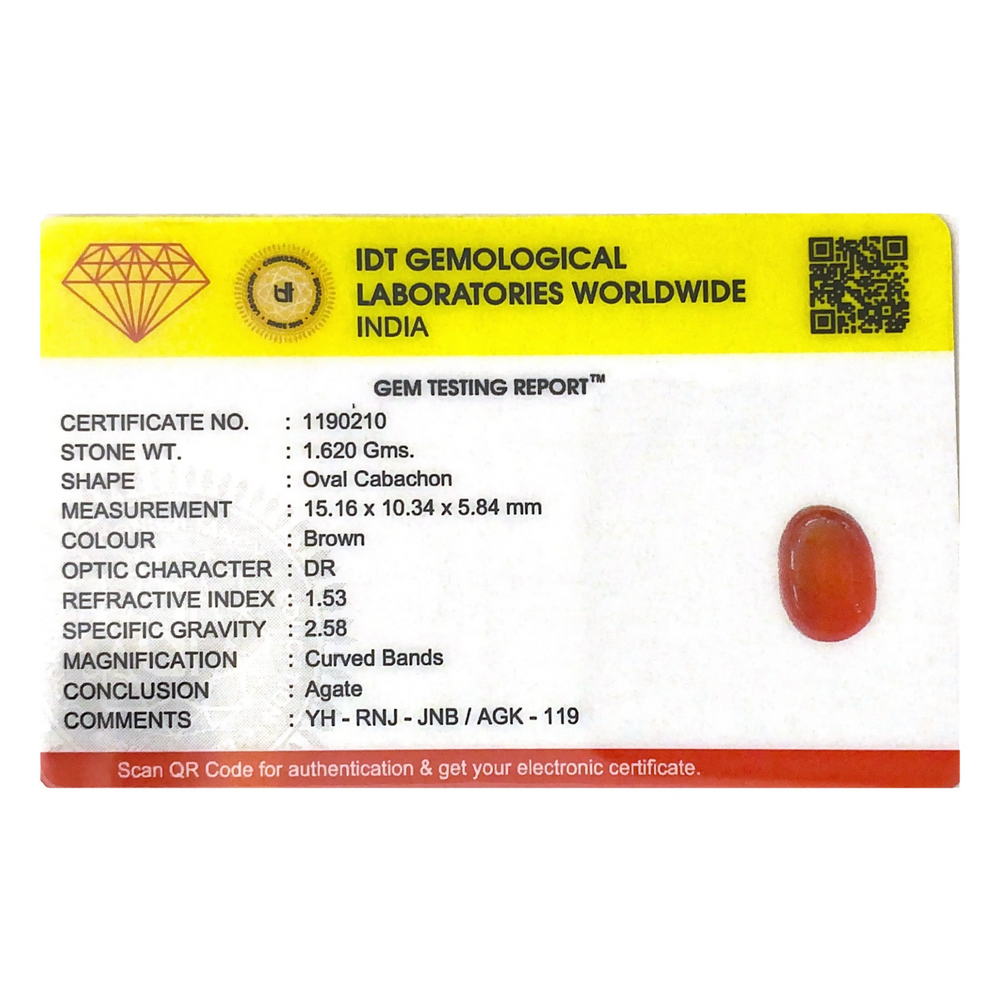 IDT GEMOLOGICAL
LABORATORIES WORLDWIDE
INDIA
GEM TESTING REPORT™
CERTIFICATE NO. : 1190210
STONE WT. : 1.620 Gms.
SHAPE : Oval Cabachon
MEASUREMENT : 15.16 x 10.34 x 5.84 mm
COLOUR : Brown
OPTIC CHARACTER : DR
REFRACTIVE INDEX : 1.53
SPECIFIC GRAVITY : 2.58
MAGNIFICATION : Curved Bands
CONCLUSION : Agate
COMMENTS : YH - RNJ - JNB / AGK - 119
Scan QR Code for authentication & get your electronic certificate.